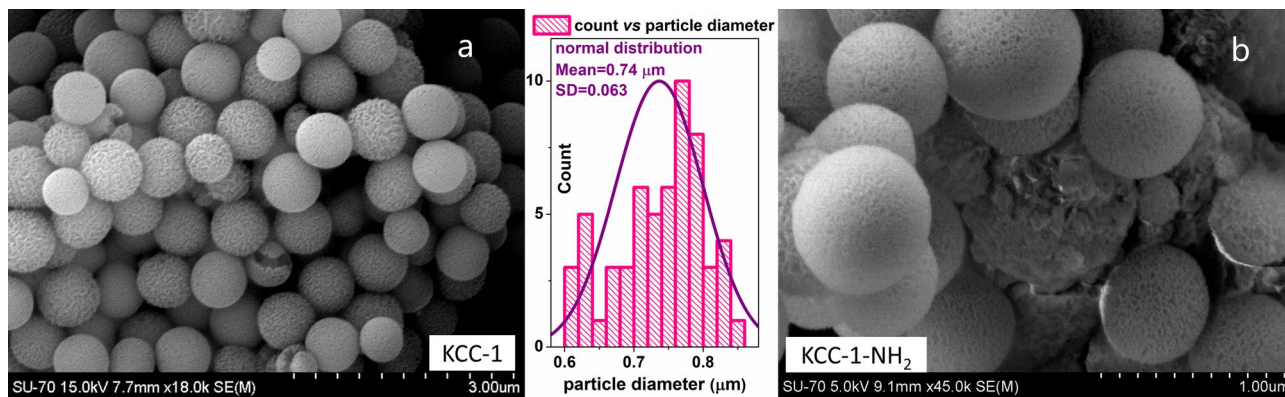 a
KCC-1
SU-70 15.0kV 7.7mm x18.0k SE(M)
3.00um
count vs particle diameter
normal distribution
Mean=0.74 μm
SD=0.063
Count
10
5
0
0.6 0.7 0.8
particle diameter (μm)
b
KCC-1-NH₂
SU-70 5.0kV 9.1mm x45.0k SE(M)
1.00um